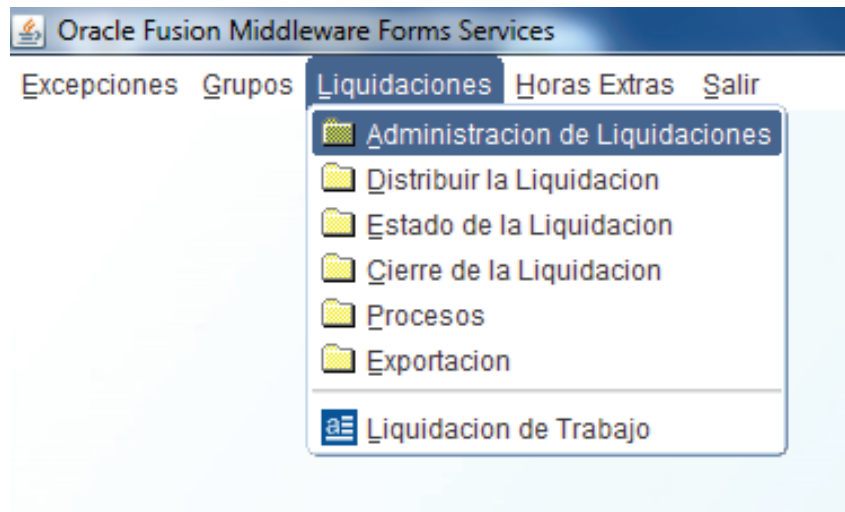 Oracle Fusion Middleware Forms Services
Excepciones Grupos Liquidaciones Horas Extras Salir
Administracion de Liquidaciones
Distribuir la Liquidacion
Estado de la Liquidacion
Cierre de la Liquidacion
Procesos
Exportacion
Liquidacion de Trabajo